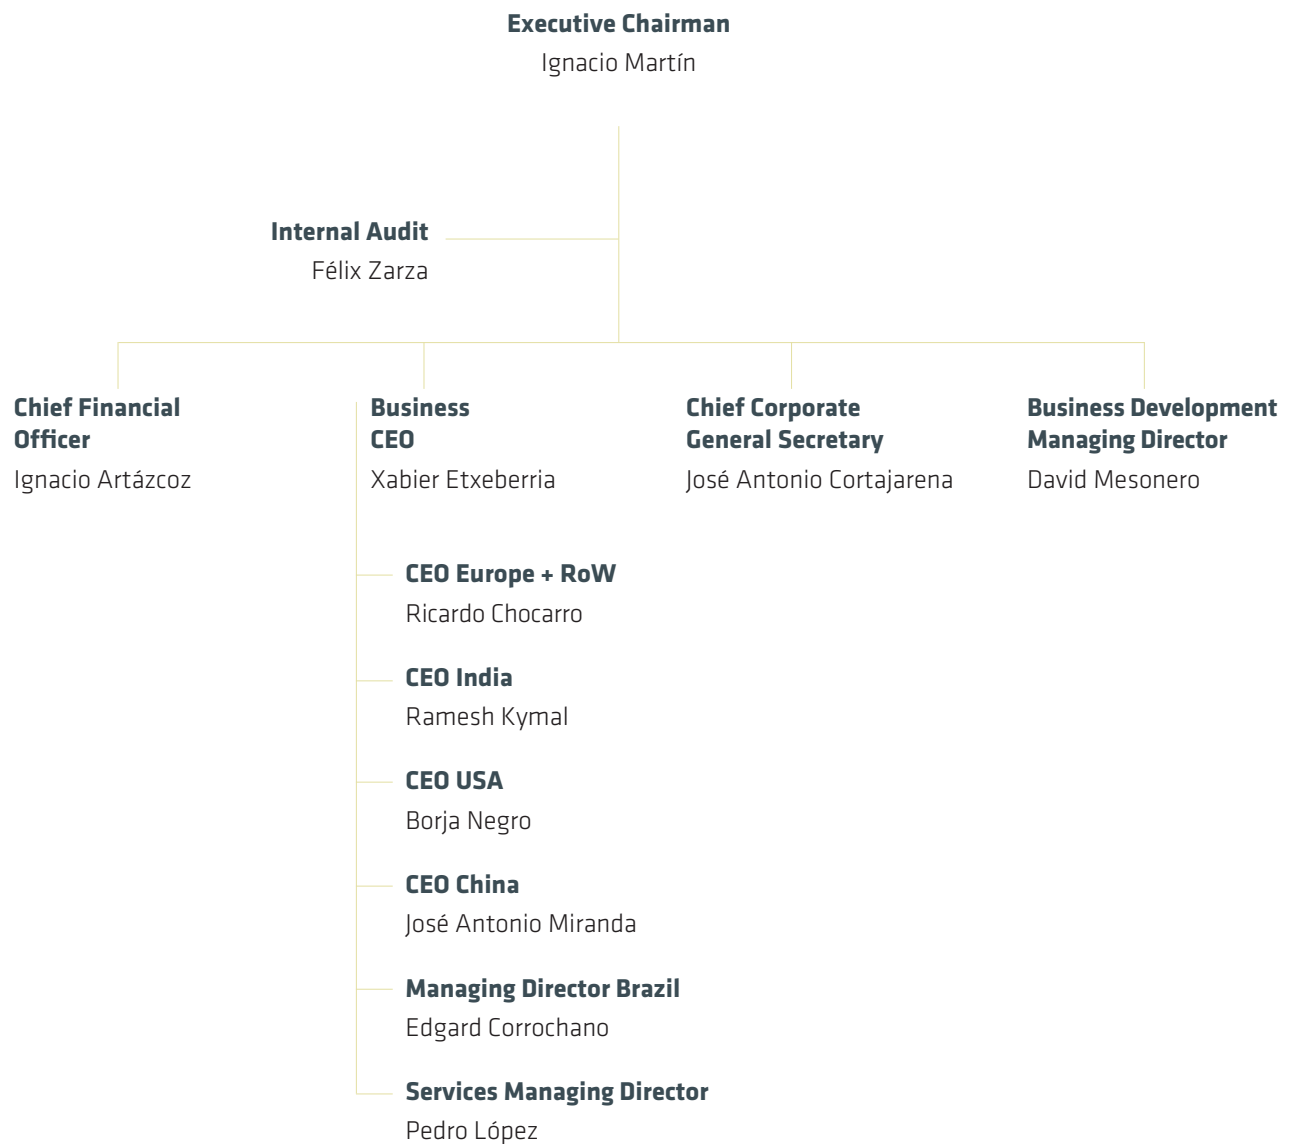 Executive Chairman
Ignacio Martín
Internal Audit
Félix Zarza
Chief Financial
Officer
Ignacio Artázcoz
Business
CEO
Xabier Etxeberria
Chief Corporate
General Secretary
José Antonio Cortajarena
Business Development
Managing Director
David Mesonero
CEO Europe + RoW
Ricardo Chocarro
CEO India
Ramesh Kymal
CEO USA
Borja Negro
CEO China
José Antonio Miranda
Managing Director Brazil
Edgard Corrochano
Services Managing Director
Pedro López